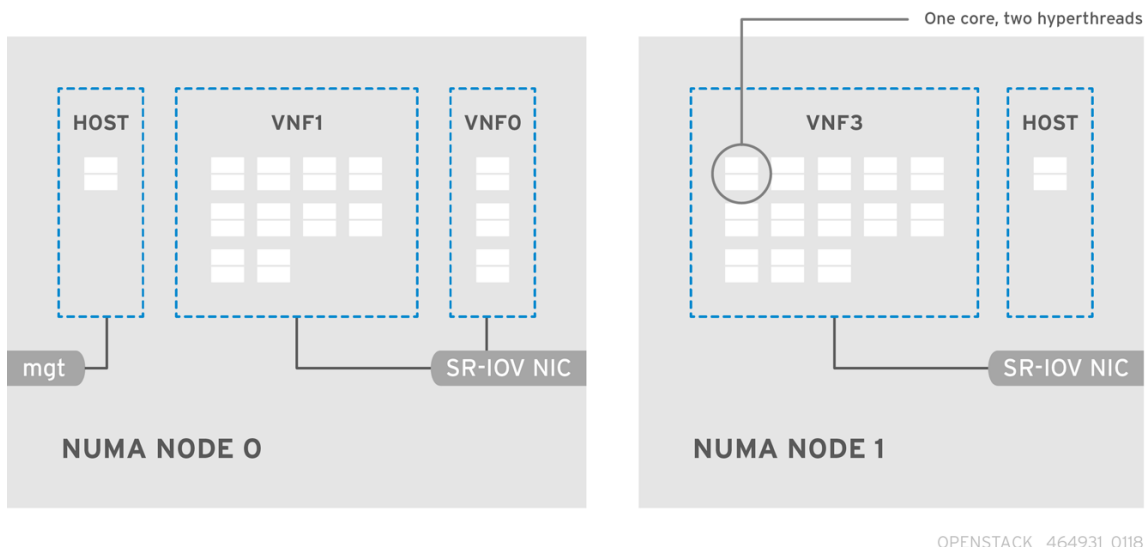 One core, two hyperthreads
HOST
VNF1
VNF0
mgt
SR-IOV NIC
NUMA NODE 0
VNF3
HOST
SR-IOV NIC
NUMA NODE 1
OPENSTACK_464931_0118